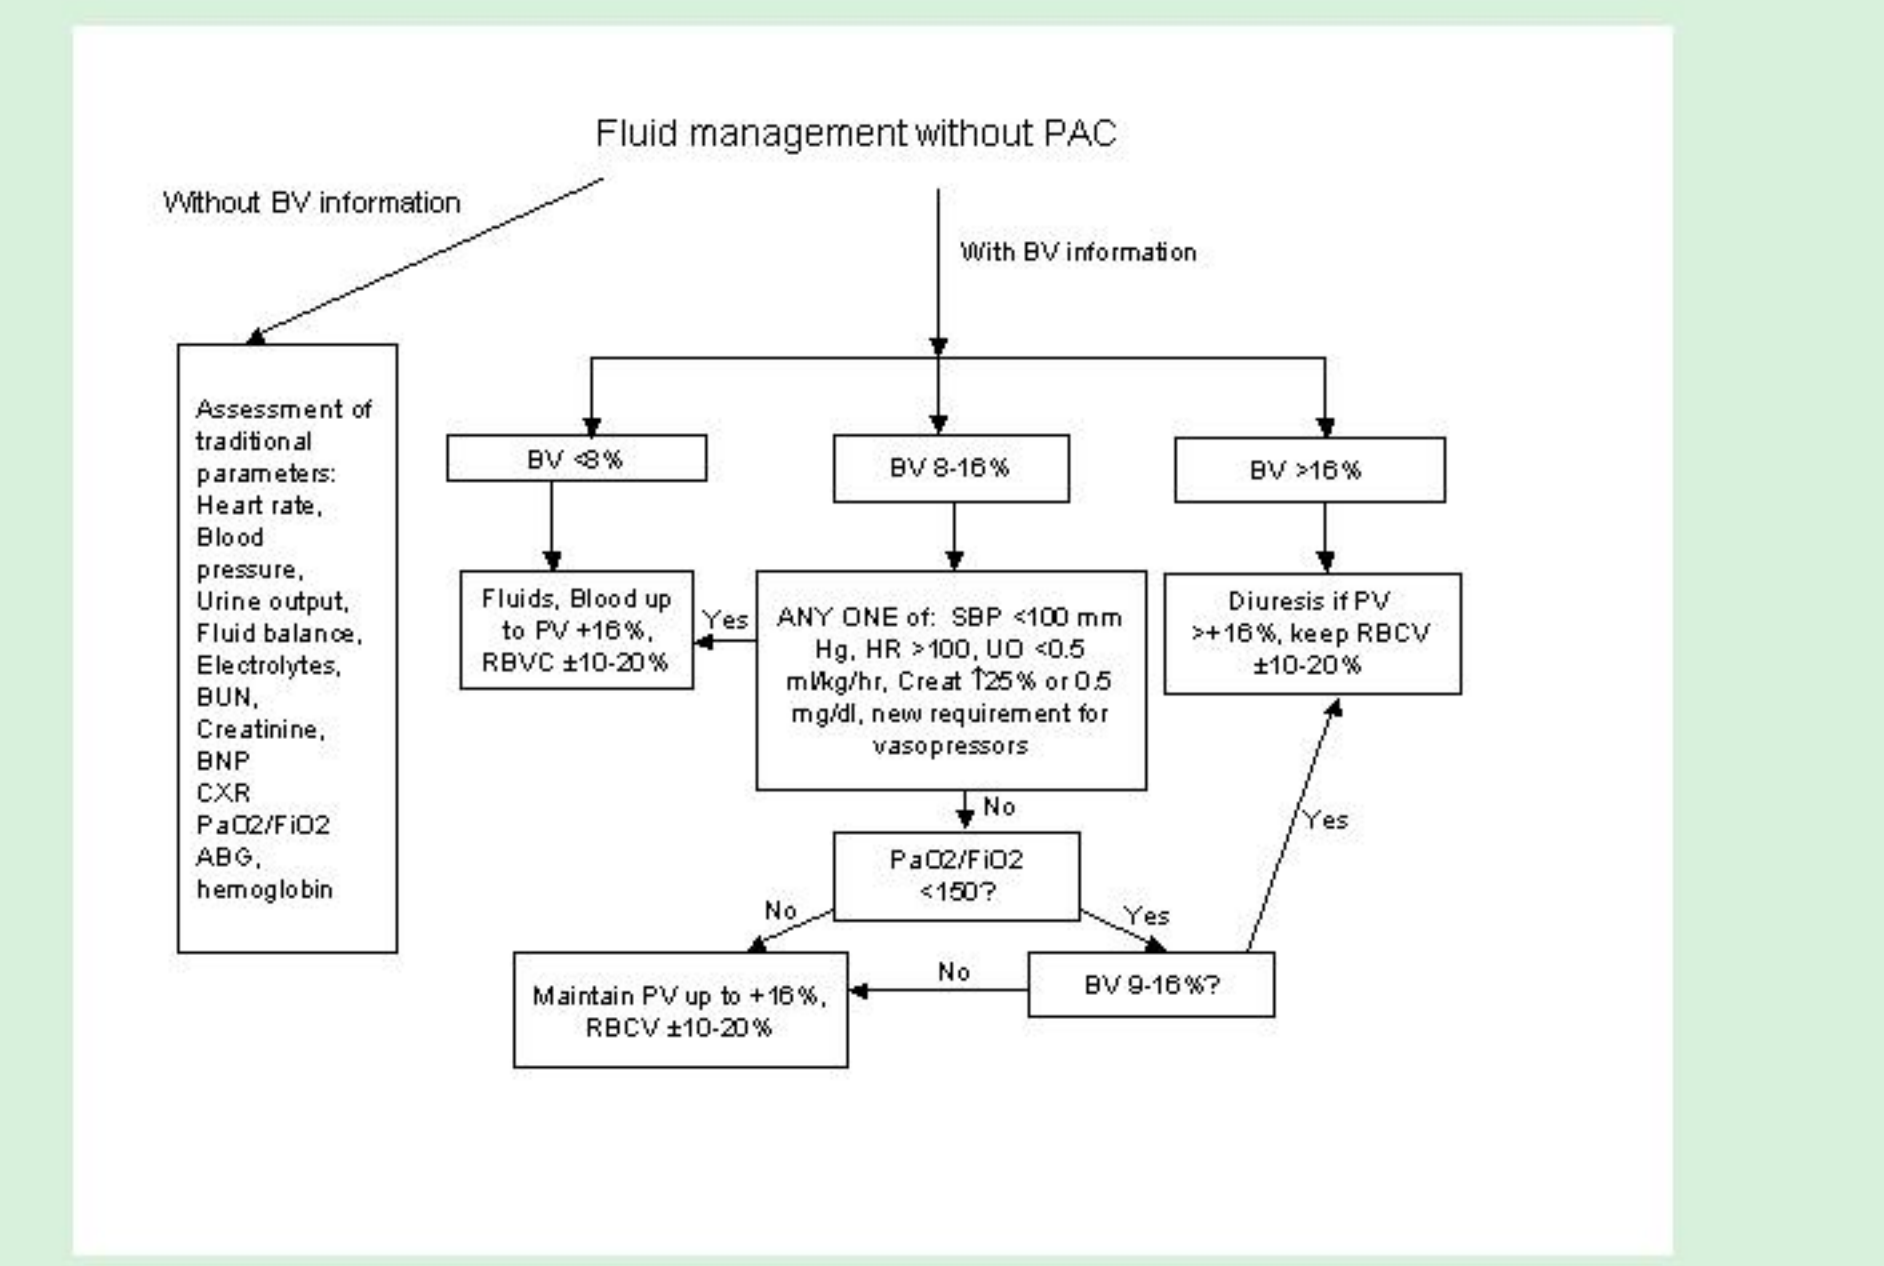 Fluid management without PAC
Without BV information
With BV information
Assessment of
traditional
parameters:
Heart rate,
Blood
pressure,
Urine output,
Fluid balance,
Electrolytes,
BUN,
Creatinine,
BNP
CXR
PaO2/FiO2
ABG,
hemoglobin
BV <8%
BV 8-16%
BV >16%
Fluids, Blood up
to PV +16%,
RBVC ±10-20%
Yes
ANY ONE of: SBP <100 mm
Hg, HR >100, UO <0.5
ml/kg/hr, Creat ↑25% or 0.5
mg/dl, new requirement for
vasopressors
Diuresis if PV
>+16%, keep RBCV
±10-20%
No
PaO2/FiO2
<150?
No
Yes
Yes
Maintain PV up to +16%,
RBCV ±10-20%
No
BV 9-16%?